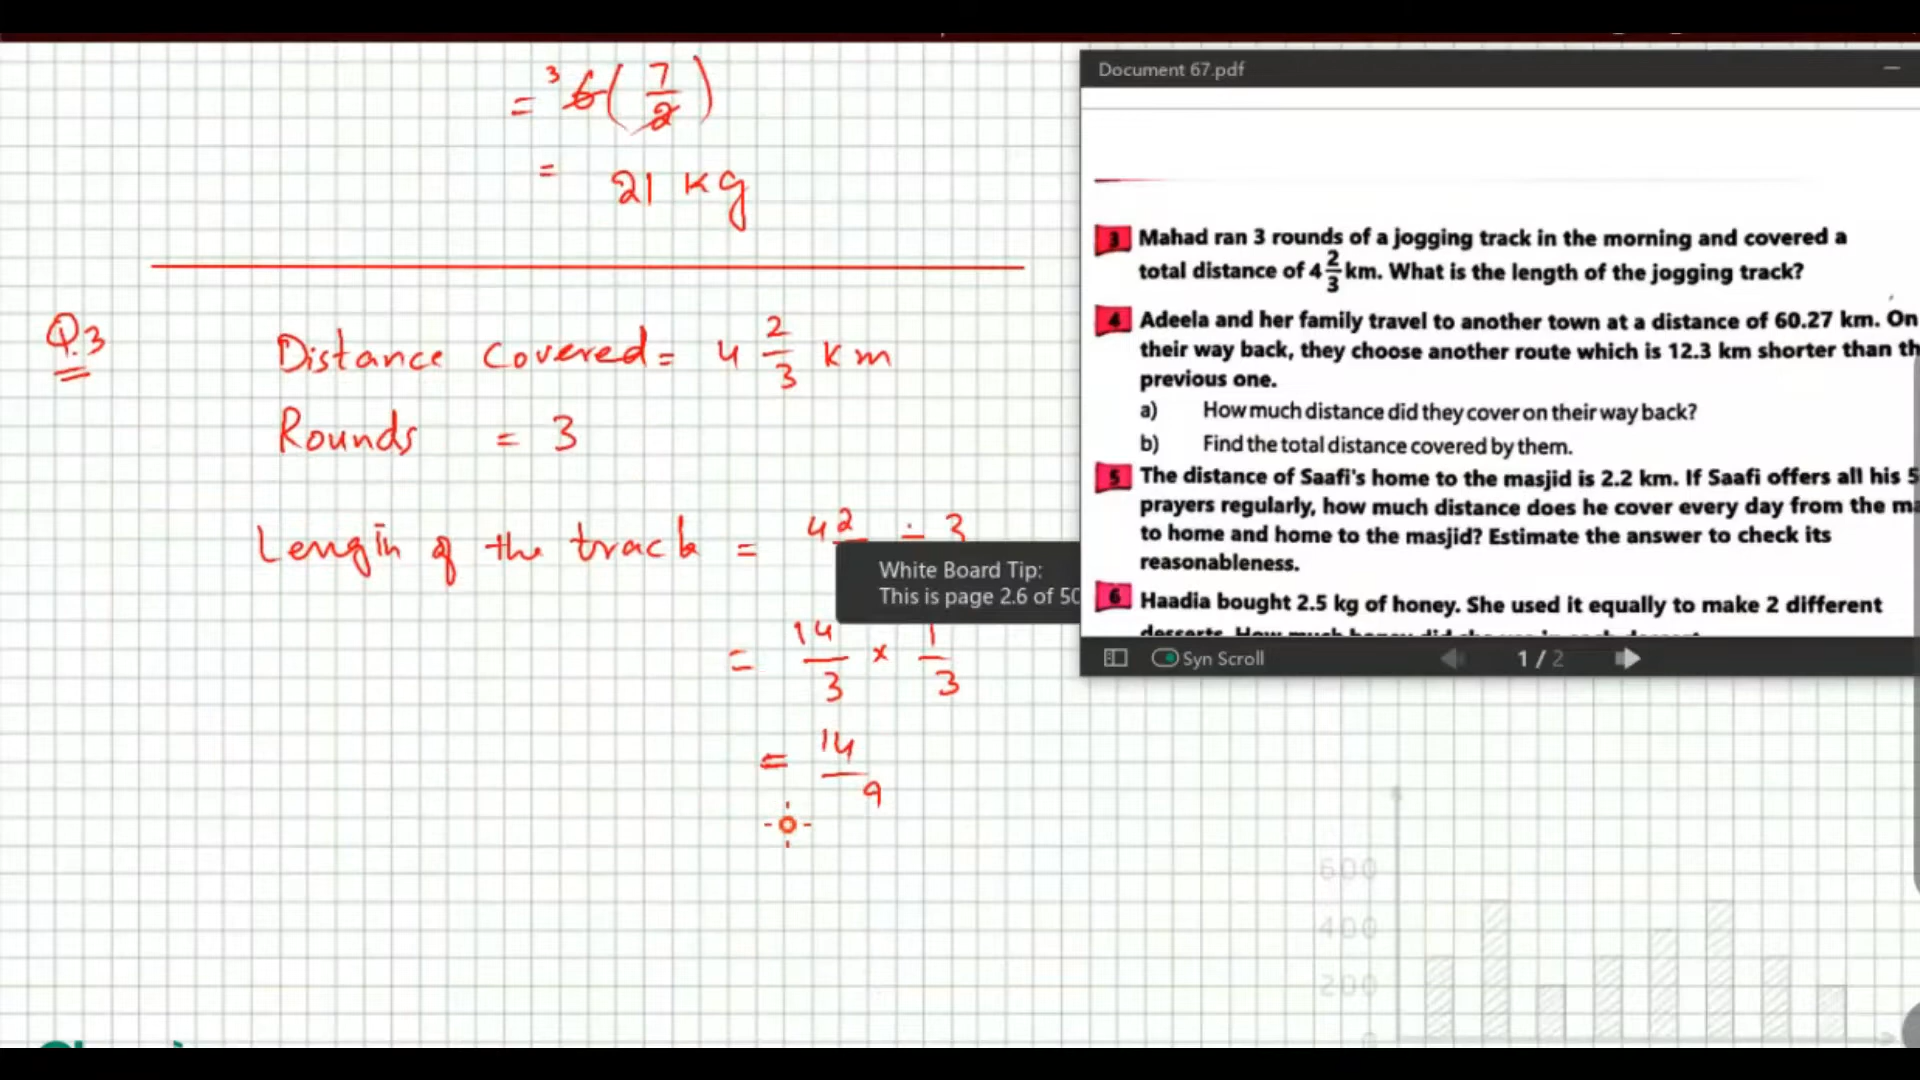 = ³6(7/2)
= 21 kg
Q.3
Distance Covered = 4 2/3 km
Rounds = 3
Length of the track = 4 2 ÷ 3
= 14/3 × 1/3
= 14/9
White Board Tip:
This is page 2.6 of 50
Document 67.pdf
3 Mahad ran 3 rounds of a jogging track in the morning and covered a
total distance of 4 2/3 km. What is the length of the jogging track?
4 Adeela and her family travel to another town at a distance of 60.27 km. On
their way back, they choose another route which is 12.3 km shorter than th
previous one.
a) How much distance did they cover on their way back?
b) Find the total distance covered by them.
5 The distance of Saafi's home to the masjid is 2.2 km. If Saafi offers all his 5
prayers regularly, how much distance does he cover every day from the ma
to home and home to the masjid? Estimate the answer to check its
reasonableness.
6 Haadia bought 2.5 kg of honey. She used it equally to make 2 different
Syn Scroll
1 / 2
600
400
200
0